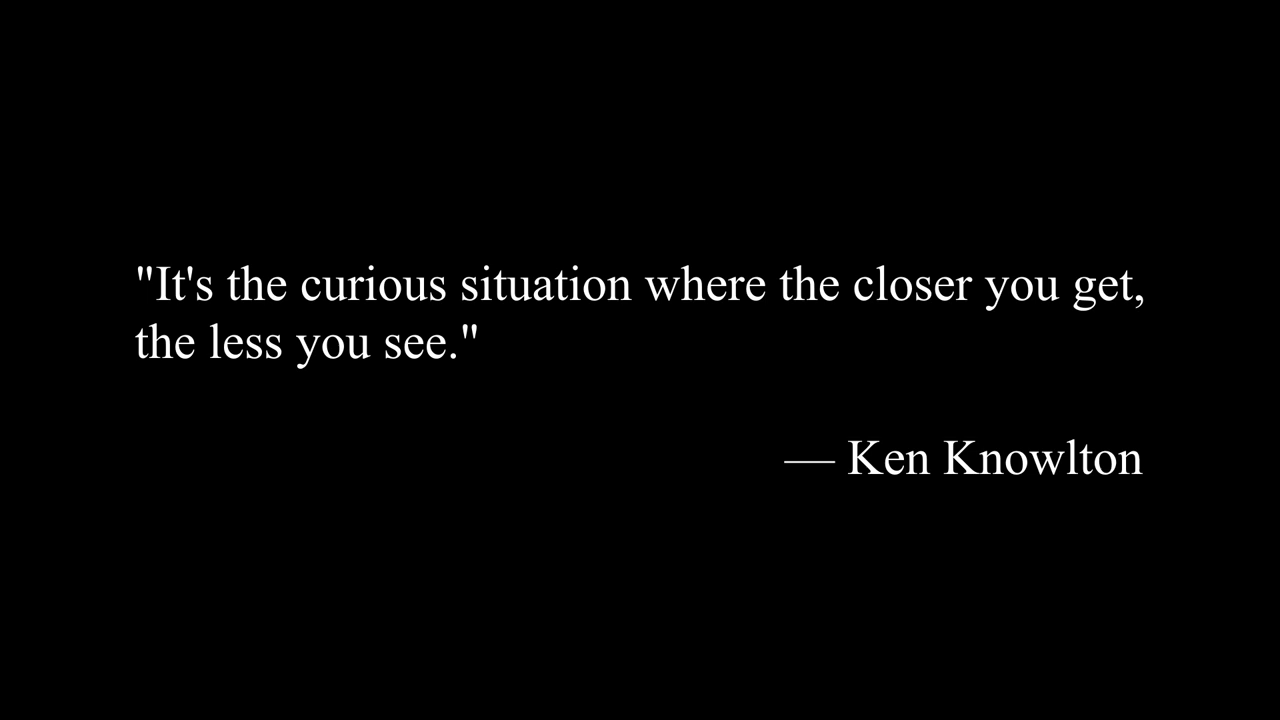 "It's the curious situation where the closer you get,
the less you see."
— Ken Knowlton